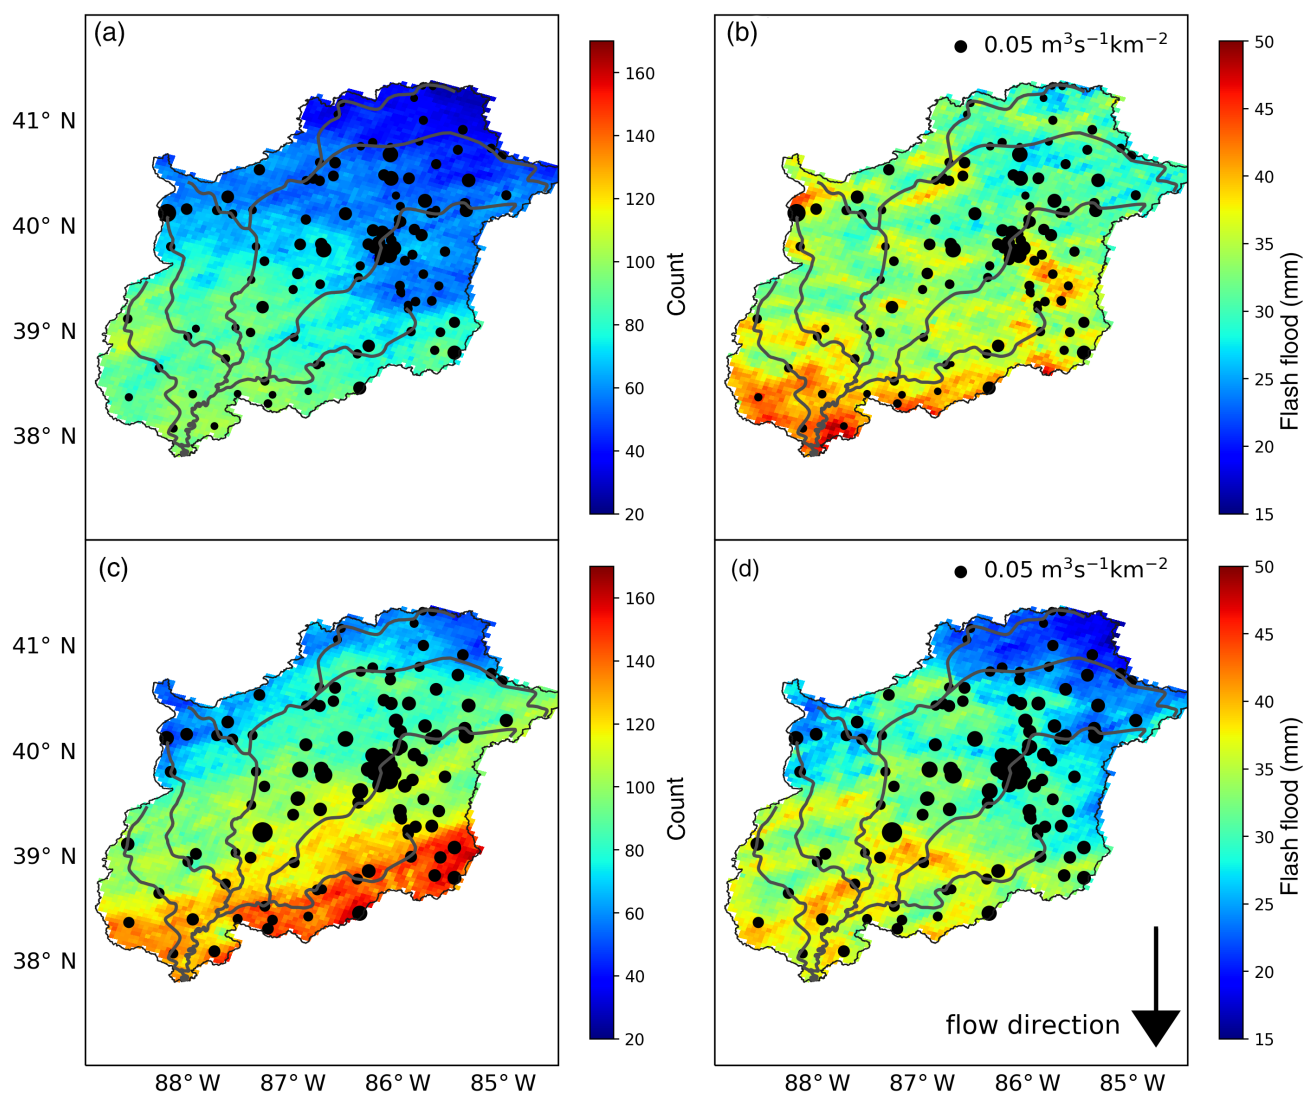 (a)
(b)
0.05 m³s⁻¹km⁻²
41° N
40° N
39° N
38° N
160
140
120
100
80
60
40
20
Count
50
45
40
35
30
25
20
15
Flash flood (mm)
(c)
(d)
0.05 m³s⁻¹km⁻²
41° N
40° N
39° N
38° N
160
140
120
100
80
60
40
20
Count
50
45
40
35
30
25
20
15
Flash flood (mm)
flow direction
88° W
87° W
86° W
85° W
88° W
87° W
86° W
85° W